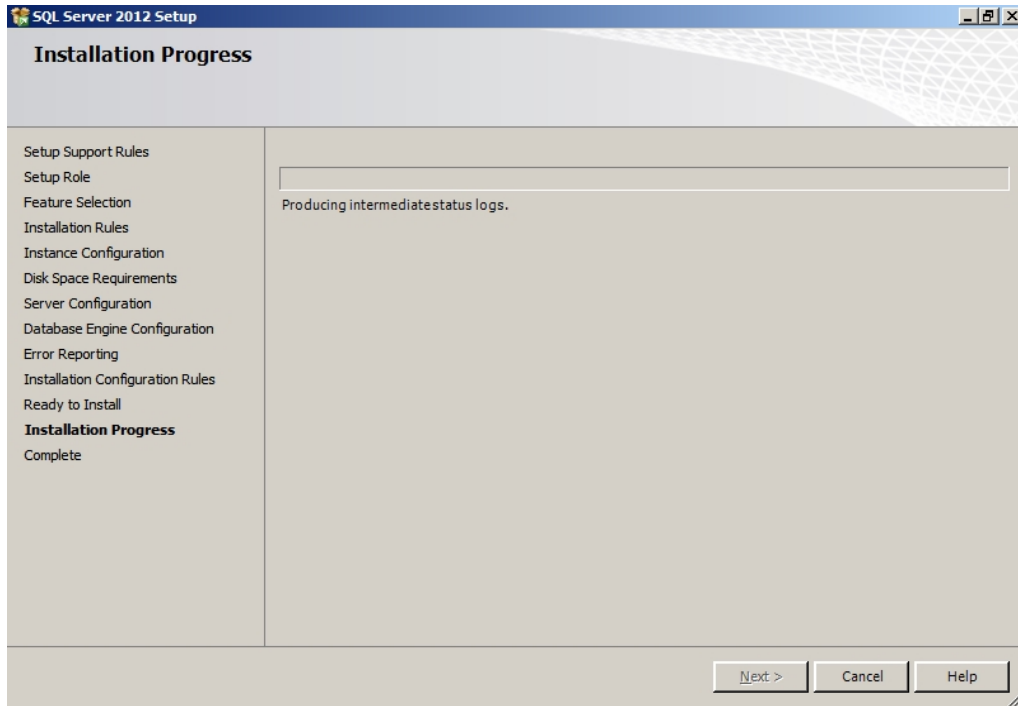 SQL Server 2012 Setup
Installation Progress
Setup Support Rules
Setup Role
Feature Selection
Installation Rules
Instance Configuration
Disk Space Requirements
Server Configuration
Database Engine Configuration
Error Reporting
Installation Configuration Rules
Ready to Install
Installation Progress
Complete
Producing intermediate status logs.
Next >
Cancel
Help